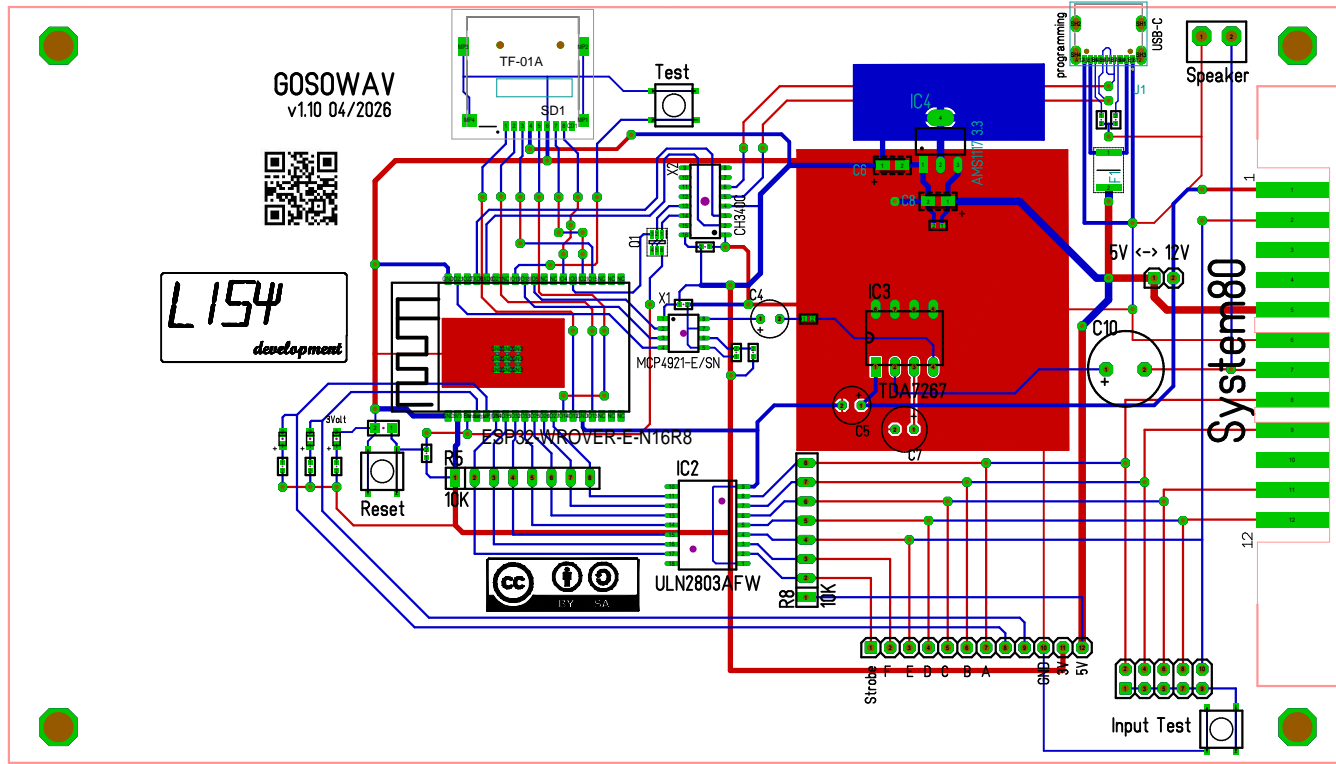 GOSOWAV
v1.10 04/2026
TF-01A
SD1
Test
programming
USB-C
J1
Speaker
IC4
AMS1117 3.3
C6
C8
F1
X2
CH340C
Q1
5V <-> 12V
1
System80
12
LISY
development
X1
MCP4921-E/SN
C4
IC3
TDA7267
C10
C5
C7
3Volt
Reset
ESP32-WROVER-E-N16R8
R5
10K
IC2
ULN2803AFW
R8
10K
CC BY SA
Strobe F E D C B A GND 3V 5V
Input Test